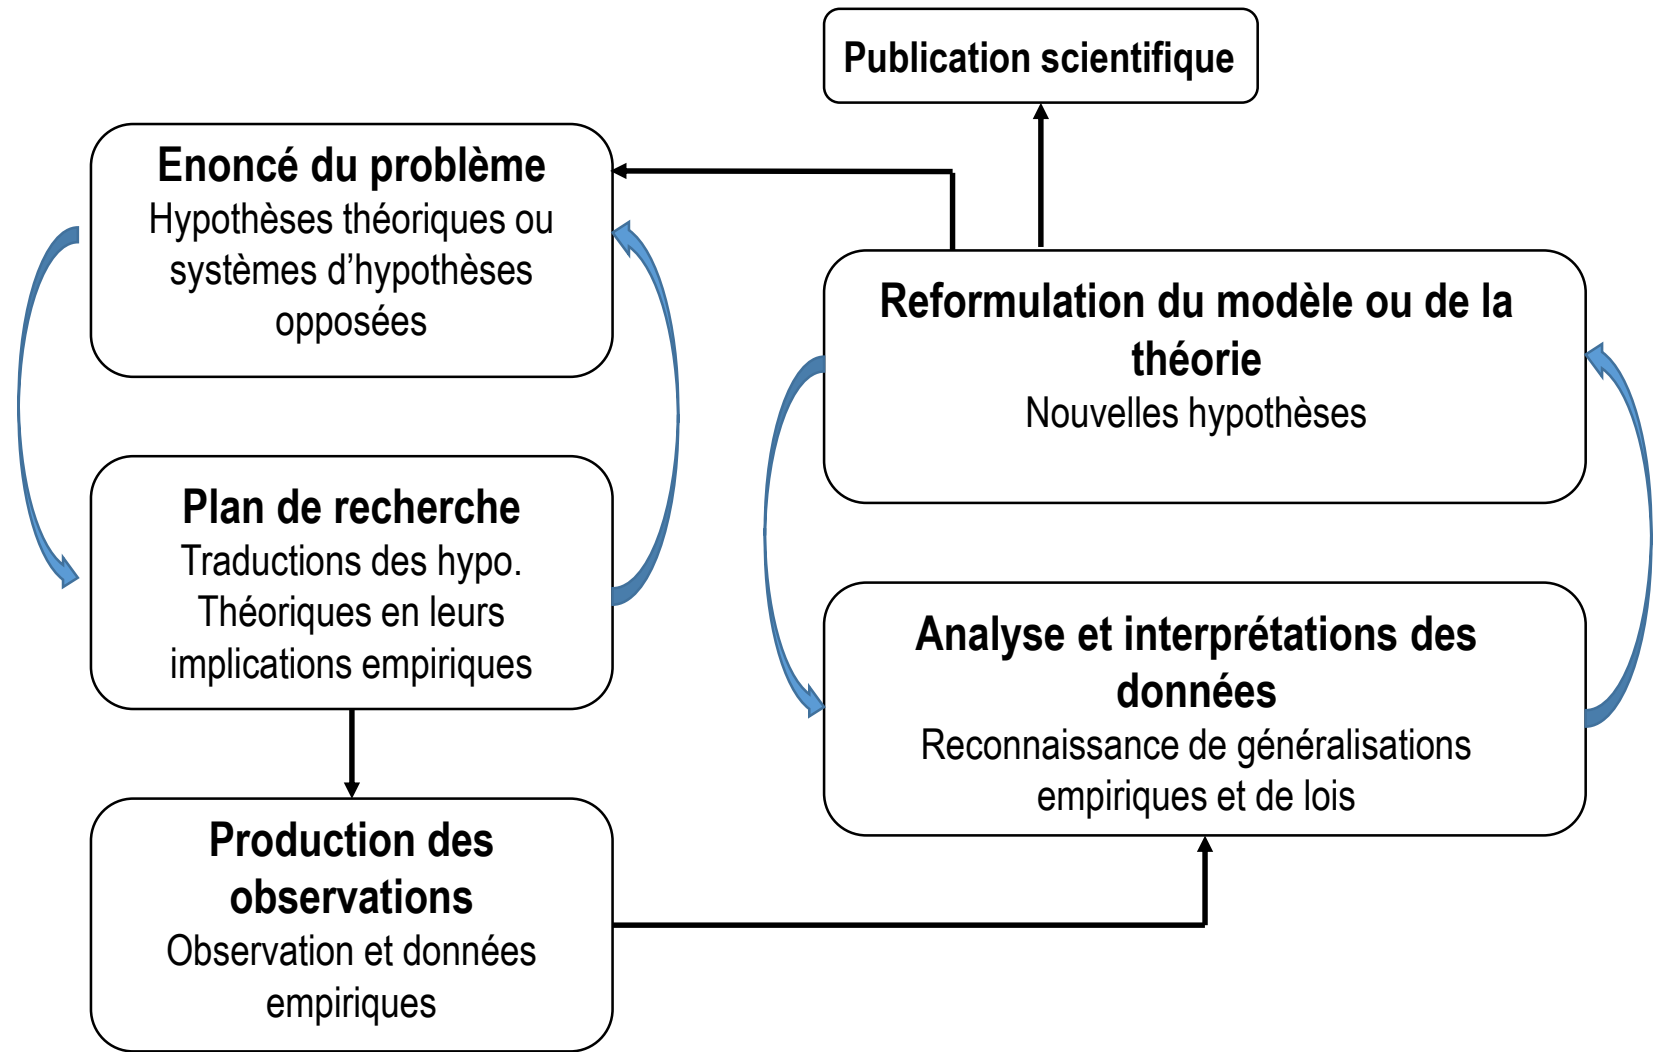 Publication scientifique
Enoncé du problème
Hypothèses théoriques ou
systèmes d’hypothèses
opposées
Plan de recherche
Traductions des hypo.
Théoriques en leurs
implications empiriques
Production des
observations
Observation et données
empiriques
Reformulation du modèle ou de la
théorie
Nouvelles hypothèses
Analyse et interprétations des
données
Reconnaissance de généralisations
empiriques et de lois